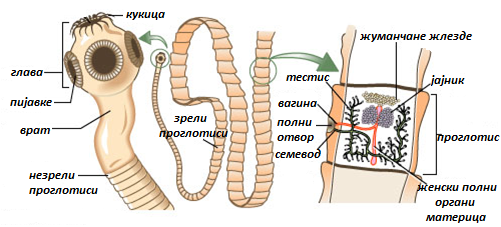 кукица
глава
пијавке
врат
незрели
проглотиси
зрели
проглотиси
жуманчане жлезде
тестис
јајник
вагина
полни
отвор
семевод
Проглотис
женски полни
органи
материца